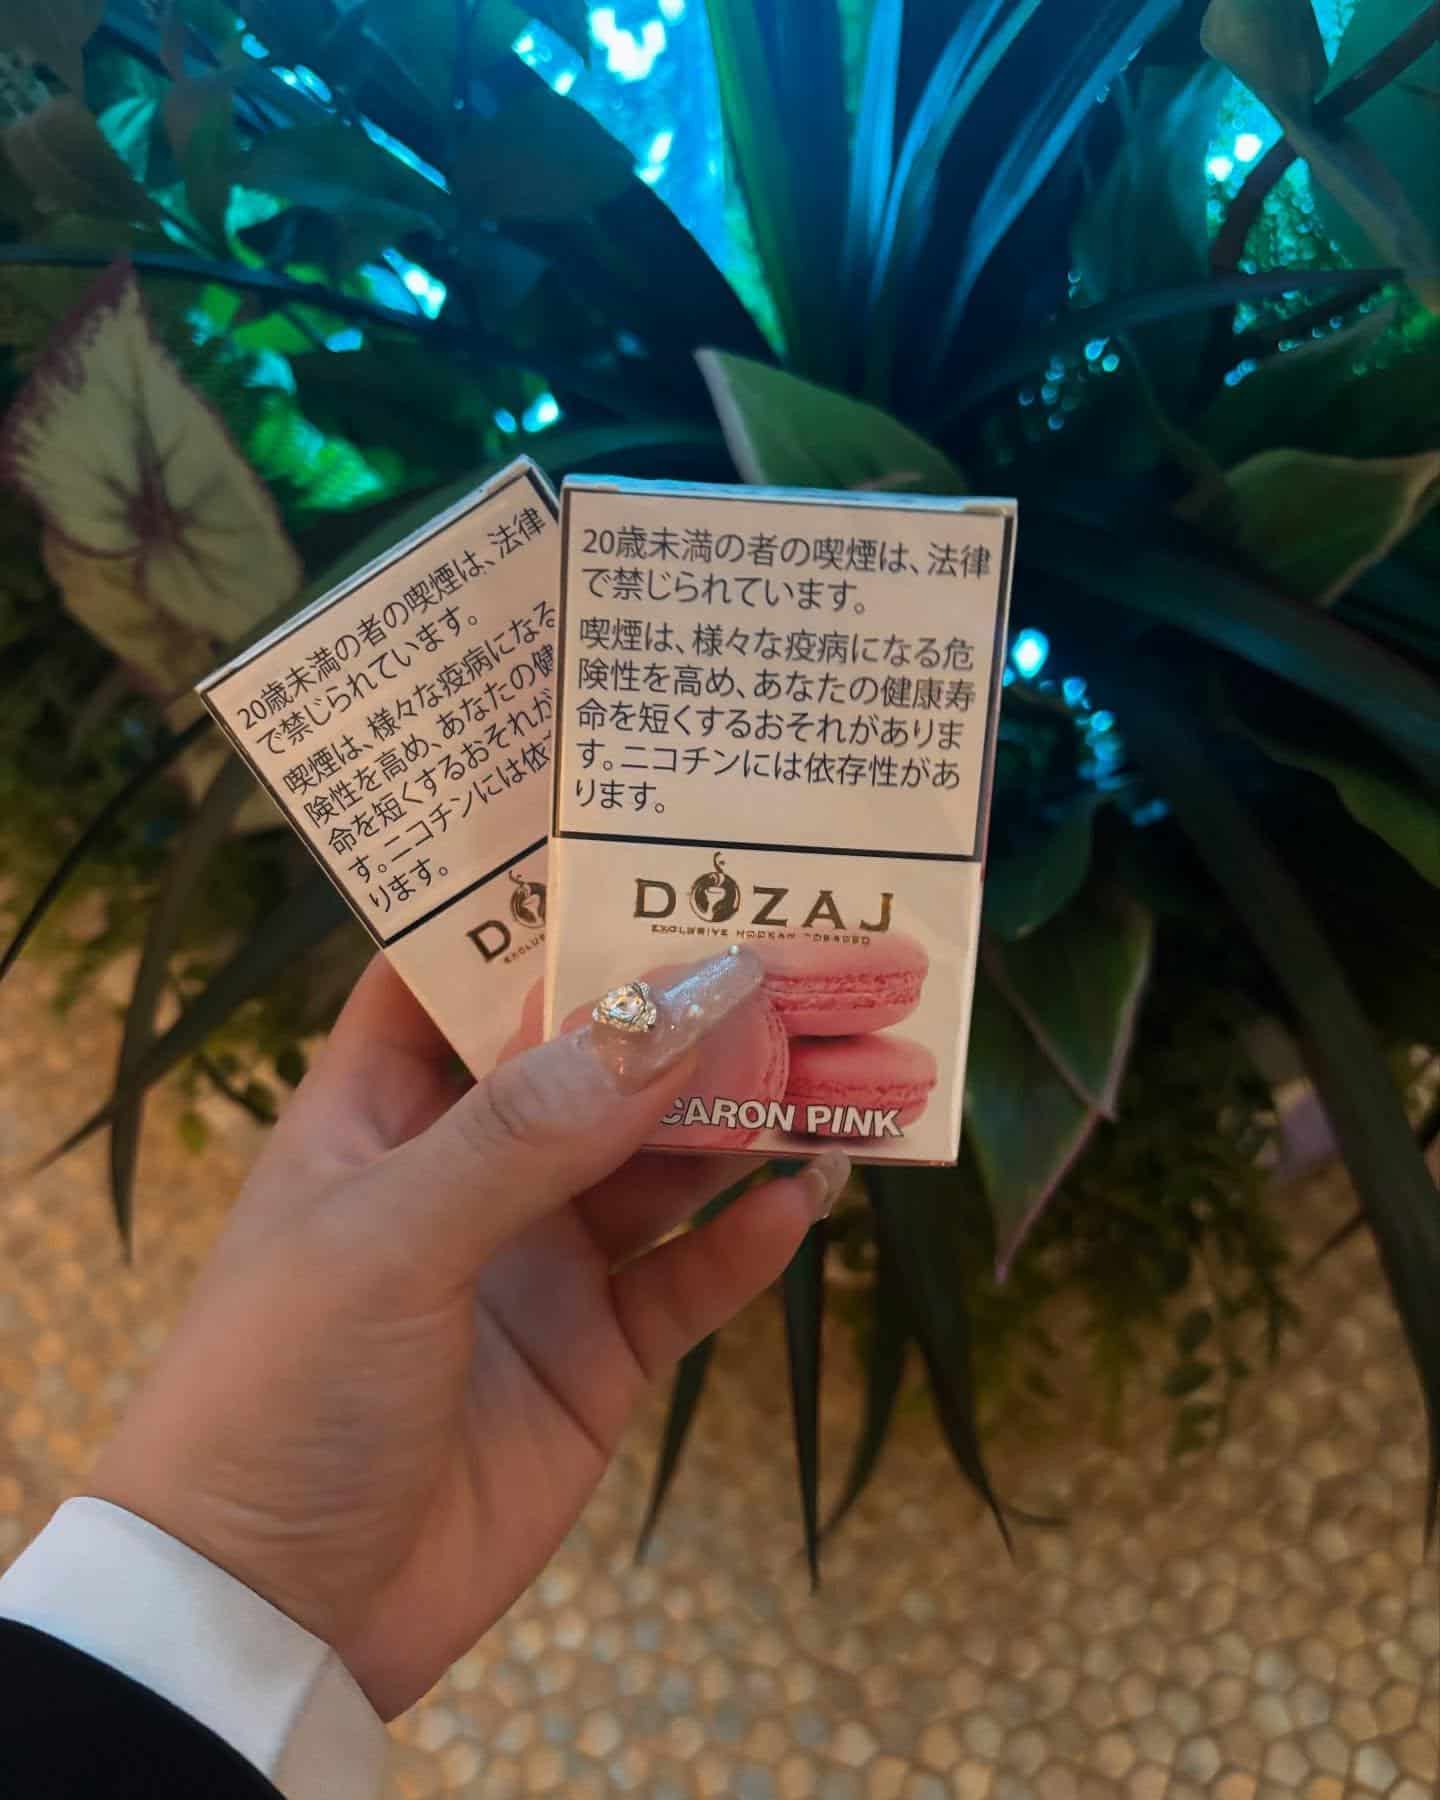 20歳未満の者の喫煙は、法律
で禁じられています。
喫煙は、様々な疫病になる
険性を高め、あなたの健
命を短くするおそれが
す。ニコチンには依
ります。
20歳未満の者の喫煙は、法律
で禁じられています。
喫煙は、様々な疫病になる危
険性を高め、あなたの健康寿
命を短くするおそれがありま
す。ニコチンには依存性があ
ります。
DOZAJ
EXCLUSIVE HOOKAH TOBACCO
CARON PINK